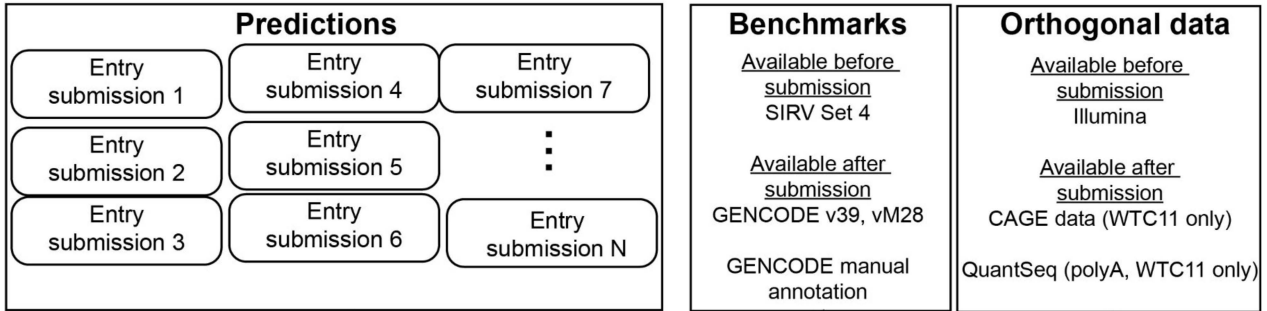 Predictions
Entry
submission 1
Entry
submission 2
Entry
submission 3
Entry
submission 4
Entry
submission 5
Entry
submission 6
Entry
submission 7
Entry
submission N
Benchmarks
Available before
submission
SIRV Set 4
Available after
submission
GENCODE v39, vM28
GENCODE manual
annotation
Orthogonal data
Available before
submission
Illumina
Available after
submission
CAGE data (WTC11 only)
QuantSeq (polyA, WTC11 only)